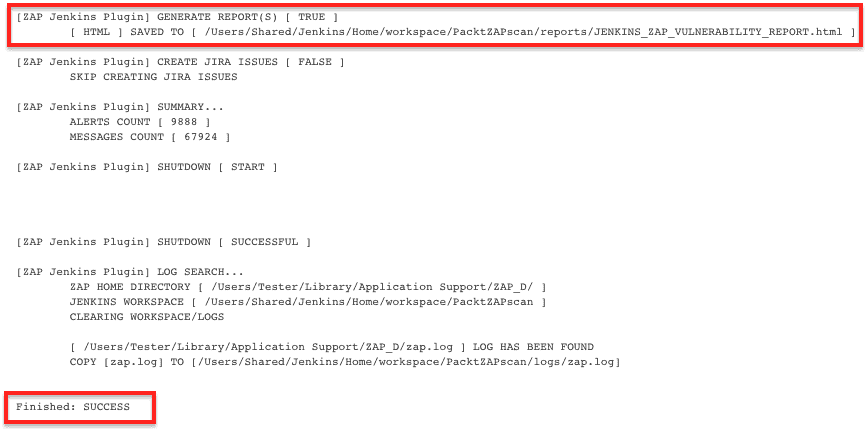 [ZAP Jenkins Plugin] GENERATE REPORT(S) [ TRUE ]
[ HTML ] SAVED TO [ /Users/Shared/Jenkins/Home/workspace/PacktZAPscan/reports/JENKINS_ZAP_VULNERABILITY_REPORT.html ]
[ZAP Jenkins Plugin] CREATE JIRA ISSUES [ FALSE ]
SKIP CREATING JIRA ISSUES
[ZAP Jenkins Plugin] SUMMARY...
ALERTS COUNT [ 9888 ]
MESSAGES COUNT [ 67924 ]
[ZAP Jenkins Plugin] SHUTDOWN [ START ]
[ZAP Jenkins Plugin] SHUTDOWN [ SUCCESSFUL ]
[ZAP Jenkins Plugin] LOG SEARCH...
ZAP HOME DIRECTORY [ /Users/Tester/Library/Application Support/ZAP_D/ ]
JENKINS WORKSPACE [ /Users/Shared/Jenkins/Home/workspace/PacktZAPscan ]
CLEARING WORKSPACE/LOGS
[ /Users/Tester/Library/Application Support/ZAP_D/zap.log ] LOG HAS BEEN FOUND
COPY [zap.log] TO [/Users/Shared/Jenkins/Home/workspace/PacktZAPscan/logs/zap.log]
Finished: SUCCESS